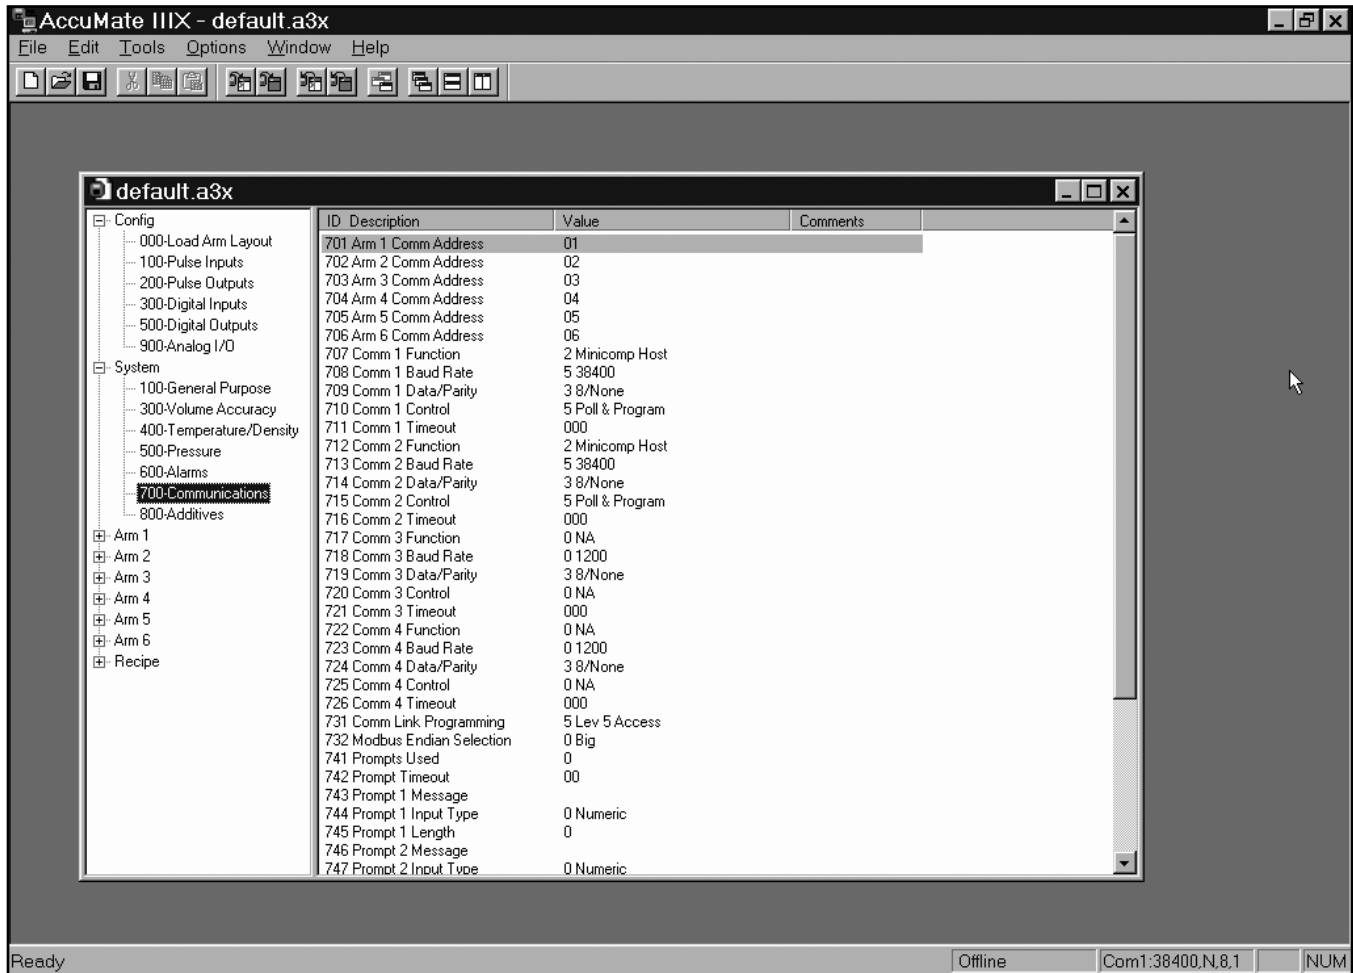 AccuMate IIIX - default.a3x
File Edit Tools Options Window Help
default.a3x
Config
000-Load Arm Layout
100-Pulse Inputs
200-Pulse Outputs
300-Digital Inputs
500-Digital Outputs
900-Analog I/O
System
100-General Purpose
300-Volume Accuracy
400-Temperature/Density
500-Pressure
600-Alarms
700-Communications
800-Additives
Arm 1
Arm 2
Arm 3
Arm 4
Arm 5
Arm 6
Recipe
ID Description Value Comments
701 Arm 1 Comm Address 01
702 Arm 2 Comm Address 02
703 Arm 3 Comm Address 03
704 Arm 4 Comm Address 04
705 Arm 5 Comm Address 05
706 Arm 6 Comm Address 06
707 Comm 1 Function 2 Minicomp Host
708 Comm 1 Baud Rate 5 38400
709 Comm 1 Data/Parity 3 8/None
710 Comm 1 Control 5 Poll & Program
711 Comm 1 Timeout 000
712 Comm 2 Function 2 Minicomp Host
713 Comm 2 Baud Rate 5 38400
714 Comm 2 Data/Parity 3 8/None
715 Comm 2 Control 5 Poll & Program
716 Comm 2 Timeout 000
717 Comm 3 Function 0 NA
718 Comm 3 Baud Rate 0 1200
719 Comm 3 Data/Parity 3 8/None
720 Comm 3 Control 0 NA
721 Comm 3 Timeout 000
722 Comm 4 Function 0 NA
723 Comm 4 Baud Rate 0 1200
724 Comm 4 Data/Parity 3 8/None
725 Comm 4 Control 0 NA
726 Comm 4 Timeout 000
731 Comm Link Programming 5 Lev 5 Access
732 Modbus Endian Selection 0 Big
741 Prompts Used 0
742 Prompt Timeout 00
743 Prompt 1 Message
744 Prompt 1 Input Type 0 Numeric
745 Prompt 1 Length 0
746 Prompt 2 Message
747 Prompt 2 Input Type 0 Numeric
Ready Offline Com1:38400,N,8,1 NUM